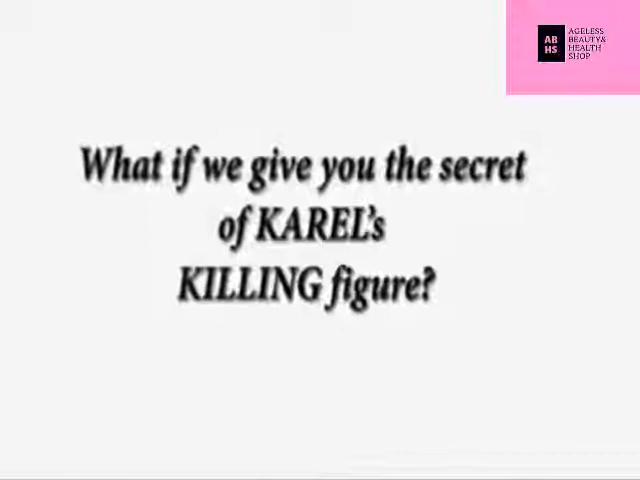 AB
HS
AGELESS
BEAUTY&
HEALTH
SHOP
What if we give you the secret
of KAREL's
KILLING figure?